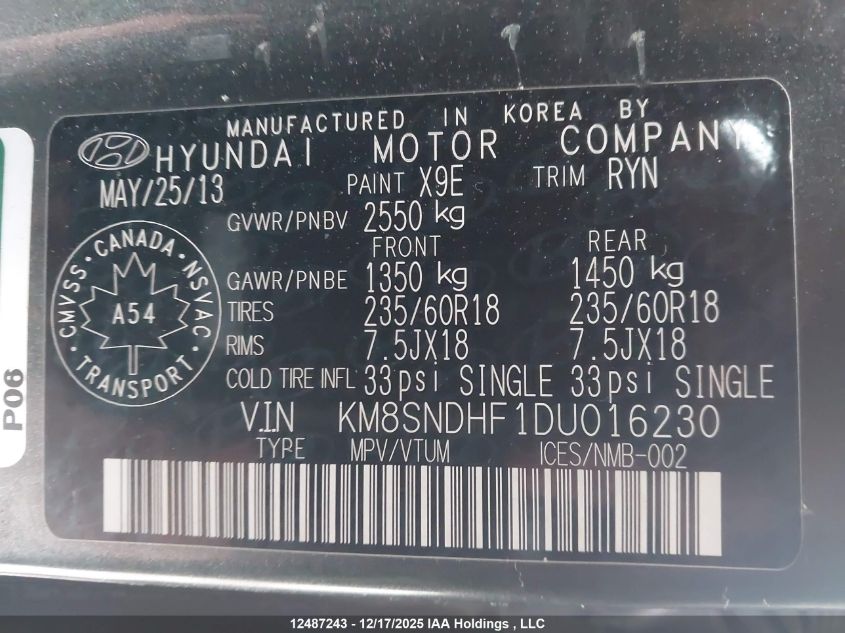 MANUFACTURED IN KOREA BY
HYUNDAI MOTOR COMPANY
MAY/25/13 PAINT X9E TRIM RYN
GVWR/PNBV 2550 kg
FRONT REAR
GAWR/PNBE 1350 kg 1450 kg
TIRES 235/60R18 235/60R18
RIMS 7.5JX18 7.5JX18
COLD TIRE INFL 33psi SINGLE 33psi SINGLE
V.I.N KM8SNDHF1DU016230
TYPE MPV/VTUM ICES/NMB-002
CMVSS · CANADA · NSVAC
A54
TRANSPORT
P06
12487243 - 12/17/2025 IAA Holdings , LLC